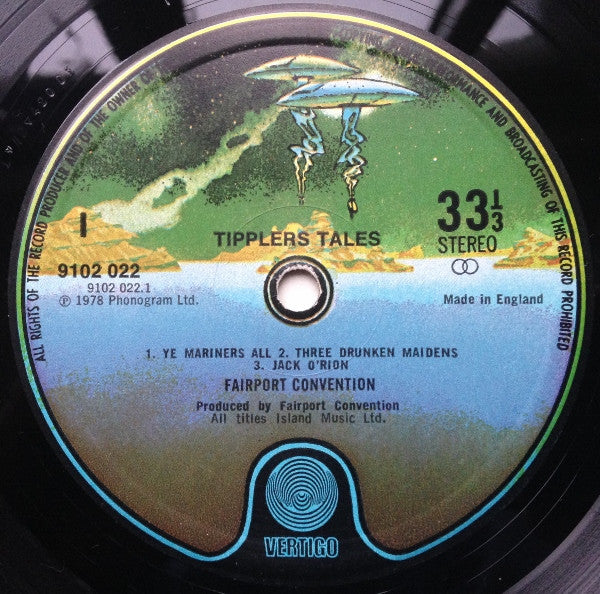 ALL RIGHTS OF THE RECORD PRODUCER AND OF THE OWNER OF
ORMANCE AND BROADCASTING OF THIS RECORD PROHIBITED
I
TIPPLERS TALES
33⅓
STEREO
9102 022
9102 022.1
℗ 1978 Phonogram Ltd.
Made in England
1. YE MARINERS ALL 2. THREE DRUNKEN MAIDENS
3. JACK O'RION
FAIRPORT CONVENTION
Produced by Fairport Convention
All titles Island Music Ltd.
VERTIGO